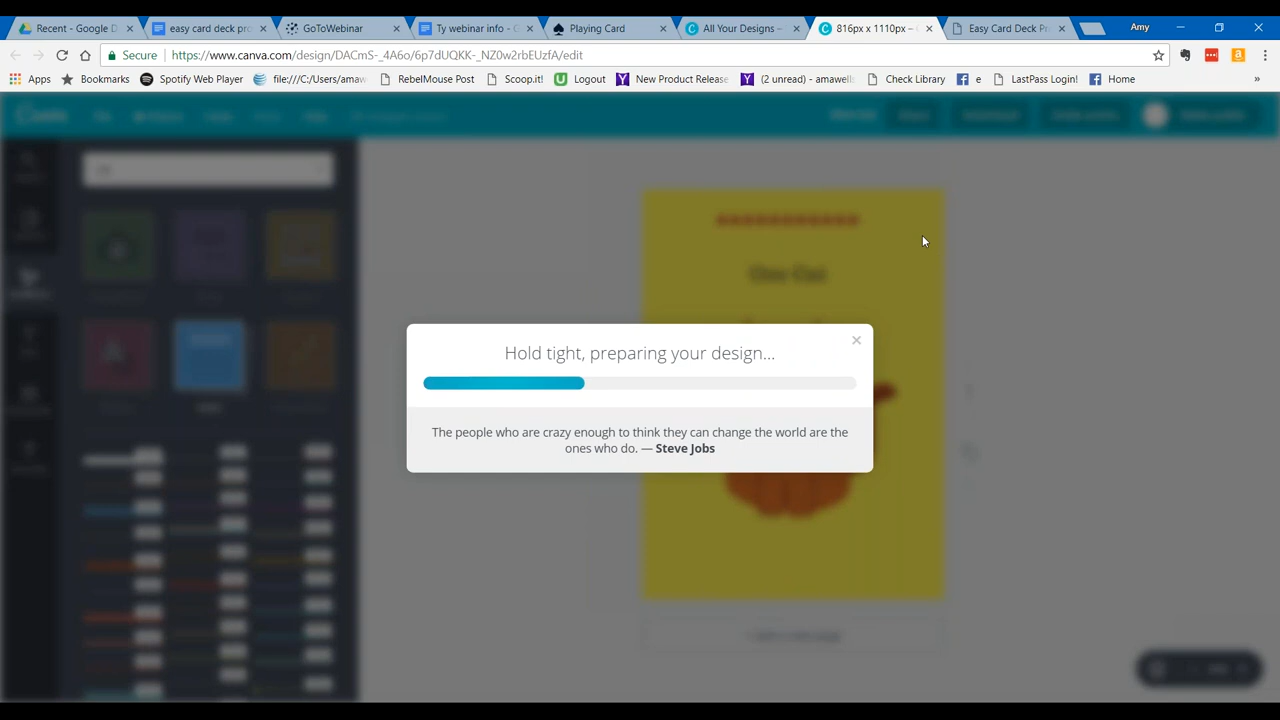 Recent - Google D
easy card deck pro
GoToWebinar
Ty webinar info - G
Playing Card
All Your Designs –
816px x 1110px –
Easy Card Deck Pr
Amy
Secure
https://www.canva.com/design/DACmS-_4A6o/6p7dUQKK-_NZ0w2rbEUzfA/edit
Apps
Bookmarks
Spotify Web Player
file:///C:/Users/amaw
RebelMouse Post
Scoop.it!
Logout
New Product Relea
(2 unread) - amaweil
Check Library
e
LastPass Login!
Home
Hold tight, preparing your design...
The people who are crazy enough to think they can change the world are the
ones who do. — Steve Jobs